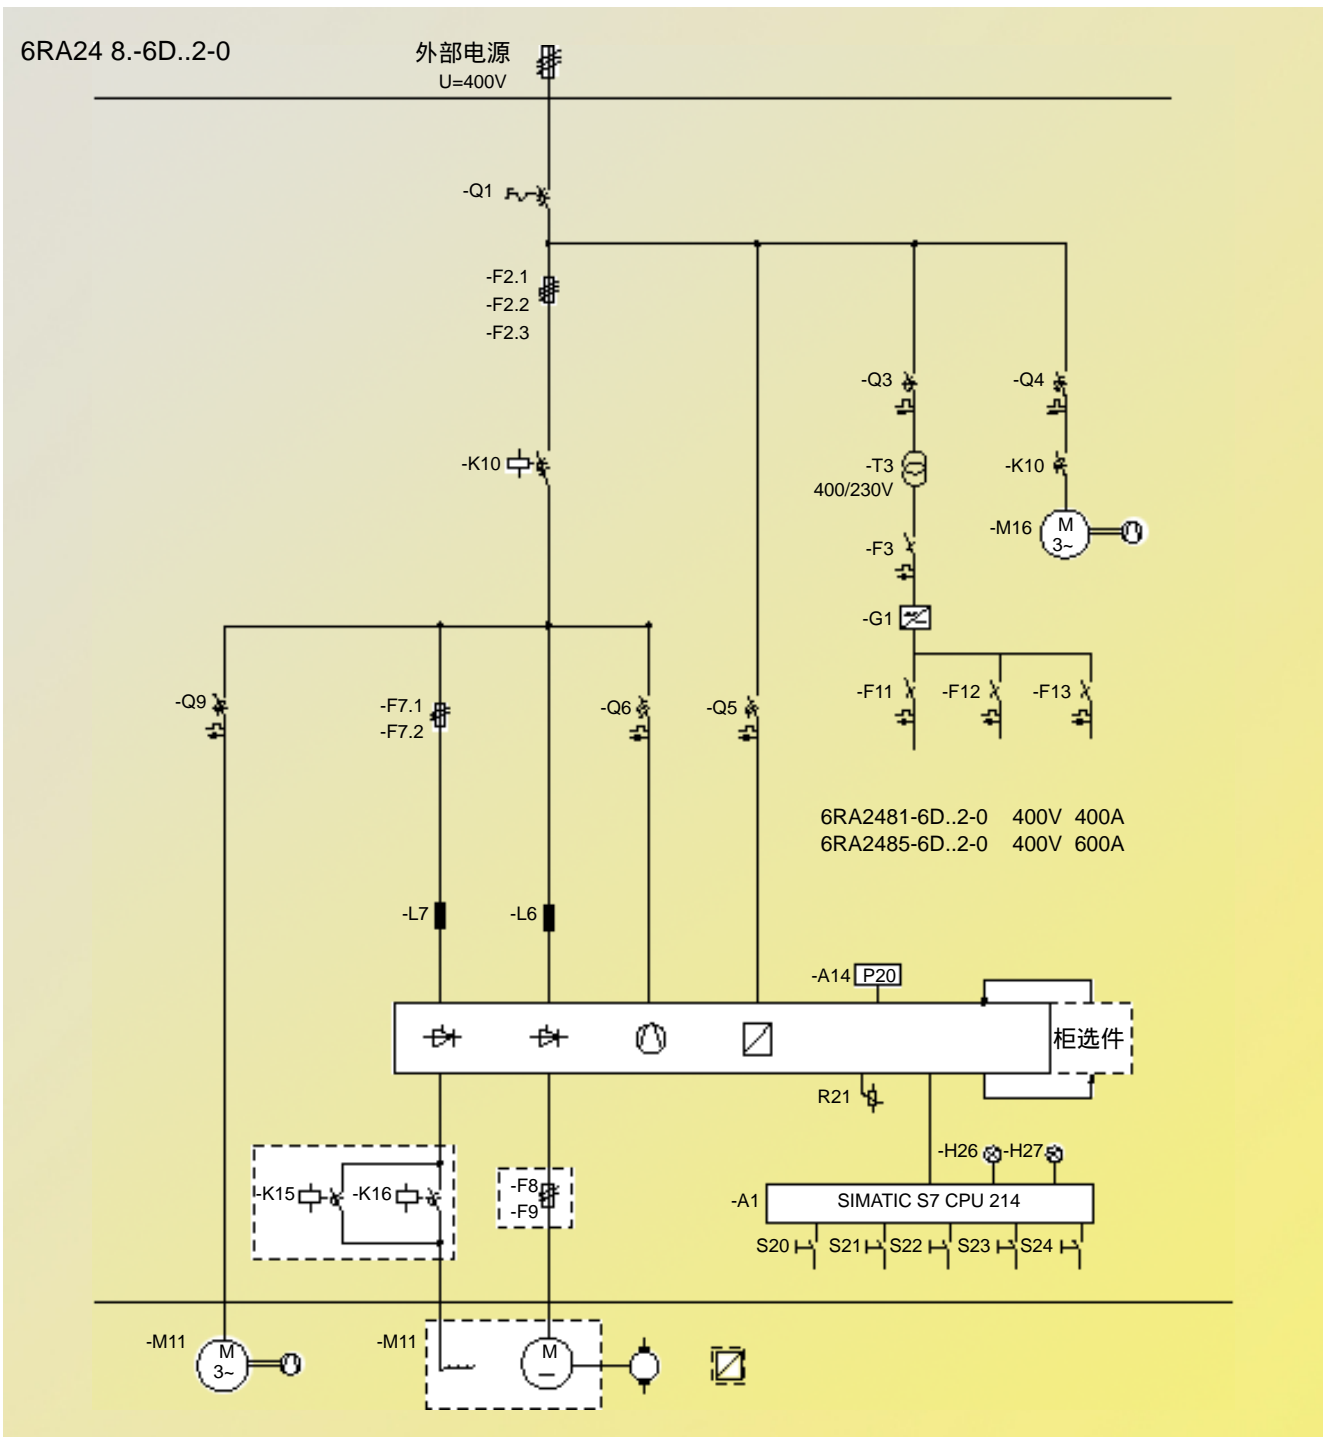 6RA24 8.-6D..2-0
外部电源
U=400V
-Q1
-F2.1
-F2.2
-F2.3
-Q3
-Q4
-K10
-T3
400/230V
-K10
-M16
M
3~
-F3
-G1
-Q9
-F7.1
-F7.2
-Q6
-Q5
-F11
-F12
-F13
6RA2481-6D..2-0 400V 400A
6RA2485-6D..2-0 400V 600A
-L7
-L6
-A14
P20
柜选件
R21
-H26
-H27
-K15
-K16
-F8
-F9
-A1
SIMATIC S7 CPU 214
S20
S21
S22
S23
S24
-M11
M
3~
-M11
M